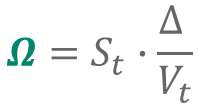 Ω = S_t · Δ/V_t